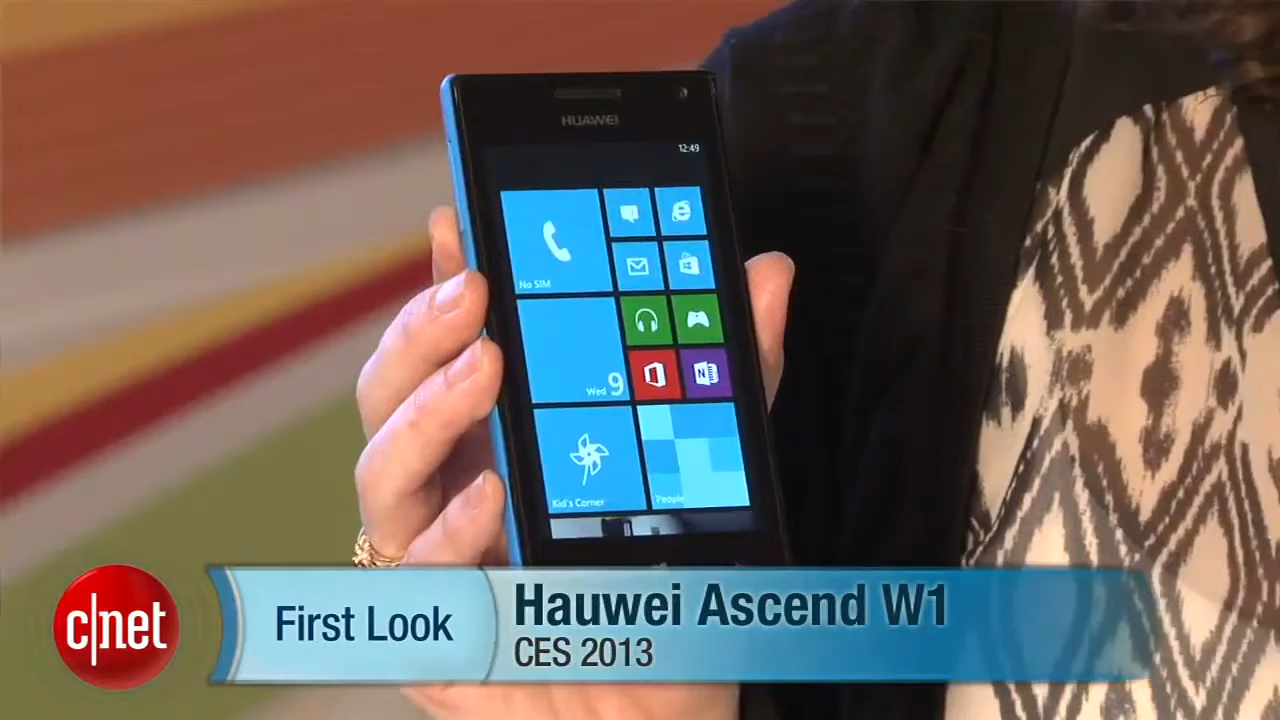 HUAWEI
12:49
No SIM
Wed 9
Kid's Corner
People
c|net
First Look
Hauwei Ascend W1
CES 2013